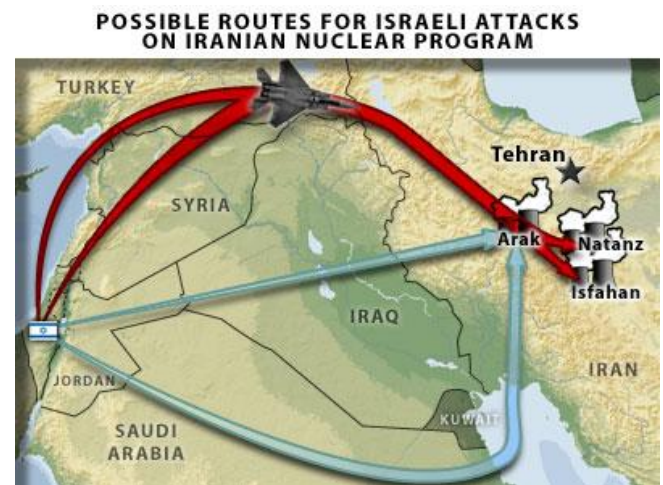 POSSIBLE ROUTES FOR ISRAELI ATTACKS
ON IRANIAN NUCLEAR PROGRAM
TURKEY
Tehran
SYRIA
Arak
Natanz
Isfahan
IRAQ
IRAN
JORDAN
KUWAIT
SAUDI
ARABIA